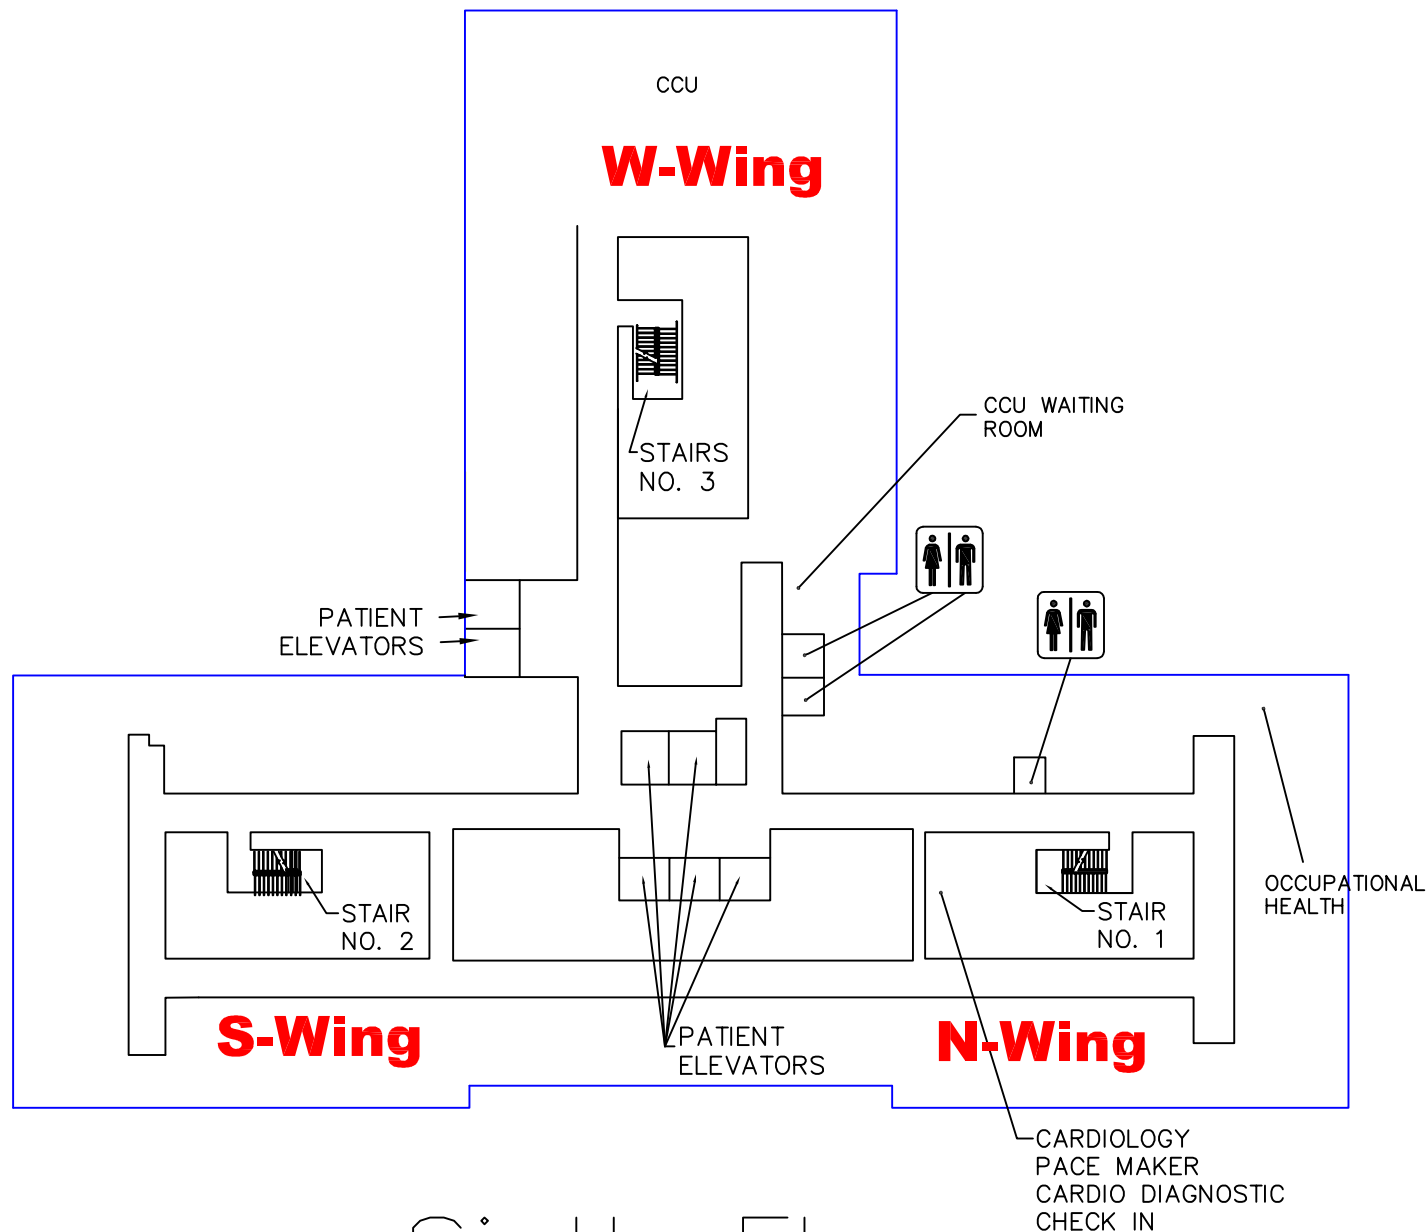 CCU
W-Wing
CCU WAITING
ROOM
STAIRS
NO. 3
PATIENT
ELEVATORS
OCCUPATIONAL
HEALTH
STAIR
NO. 2
STAIR
NO. 1
S-Wing
N-Wing
PATIENT
ELEVATORS
CARDIOLOGY
PACE MAKER
CARDIO DIAGNOSTIC
CHECK IN